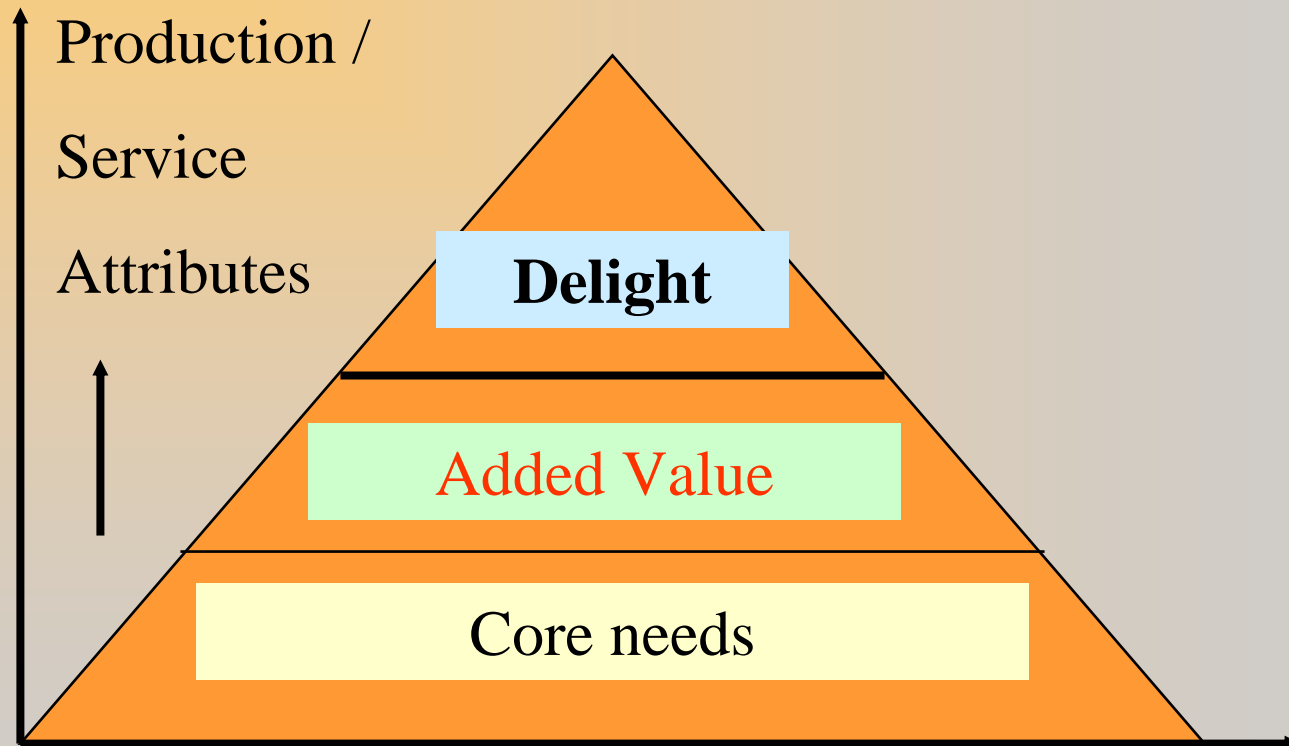 Production /
Service
Attributes
Delight
Added Value
Core needs